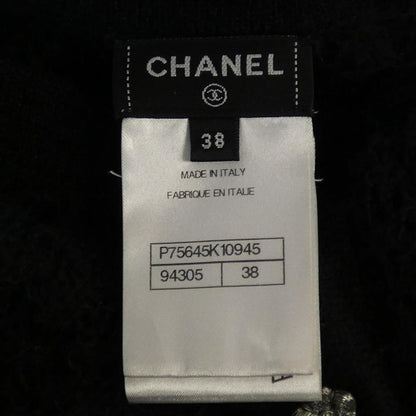 CHANEL
38
MADE IN ITALY
FABRIQUE EN ITALIE
P75645K10945
94305 38